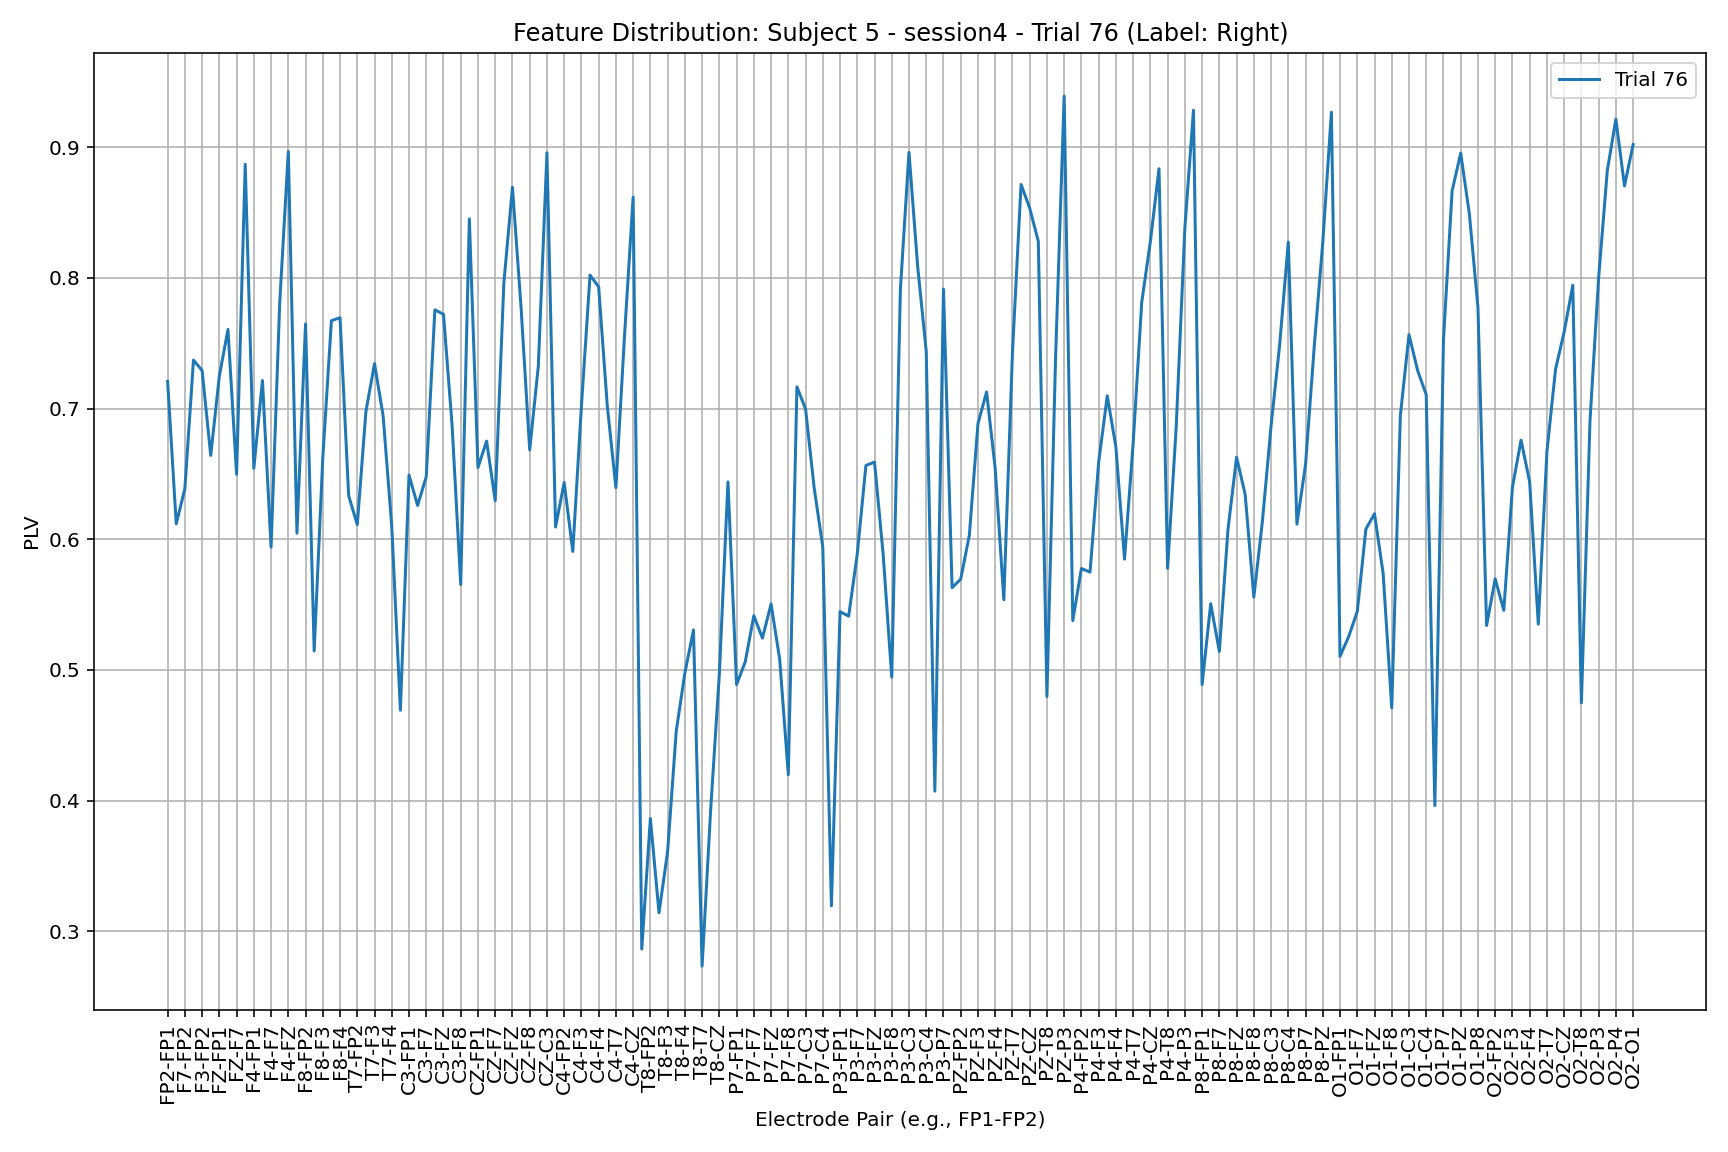 Feature Distribution: Subject 5 - session4 - Trial 76 (Label: Right)
Trial 76
PLV
0.9
0.8
0.7
0.6
0.5
0.4
0.3
FP2-FP1
F7-FP2
F3-FP2
FZ-FP1
FZ-F7
F4-FP1
F4-F7
F4-FZ
F8-FP2
F8-F3
F8-F4
T7-FP2
T7-F3
T7-F4
C3-FP1
C3-F7
C3-FZ
C3-F8
CZ-FP1
CZ-F7
CZ-FZ
CZ-F8
CZ-C3
C4-FP2
C4-F3
C4-F4
C4-T7
C4-CZ
T8-FP2
T8-F3
T8-F4
T8-T7
T8-CZ
P7-FP1
P7-F7
P7-FZ
P7-F8
P7-C3
P7-C4
P3-FP1
P3-F7
P3-FZ
P3-F8
P3-C3
P3-C4
P3-P7
PZ-FP2
PZ-F3
PZ-F4
PZ-T7
PZ-CZ
PZ-T8
PZ-P3
P4-FP2
P4-F3
P4-F4
P4-T7
P4-CZ
P4-T8
P4-P3
P8-FP1
P8-F7
P8-FZ
P8-F8
P8-C3
P8-C4
P8-P7
P8-PZ
O1-FP1
O1-F7
O1-FZ
O1-F8
O1-C3
O1-C4
O1-P7
O1-PZ
O1-P8
O2-FP2
O2-F3
O2-F4
O2-T7
O2-CZ
O2-T8
O2-P3
O2-P4
O2-O1
Electrode Pair (e.g., FP1-FP2)